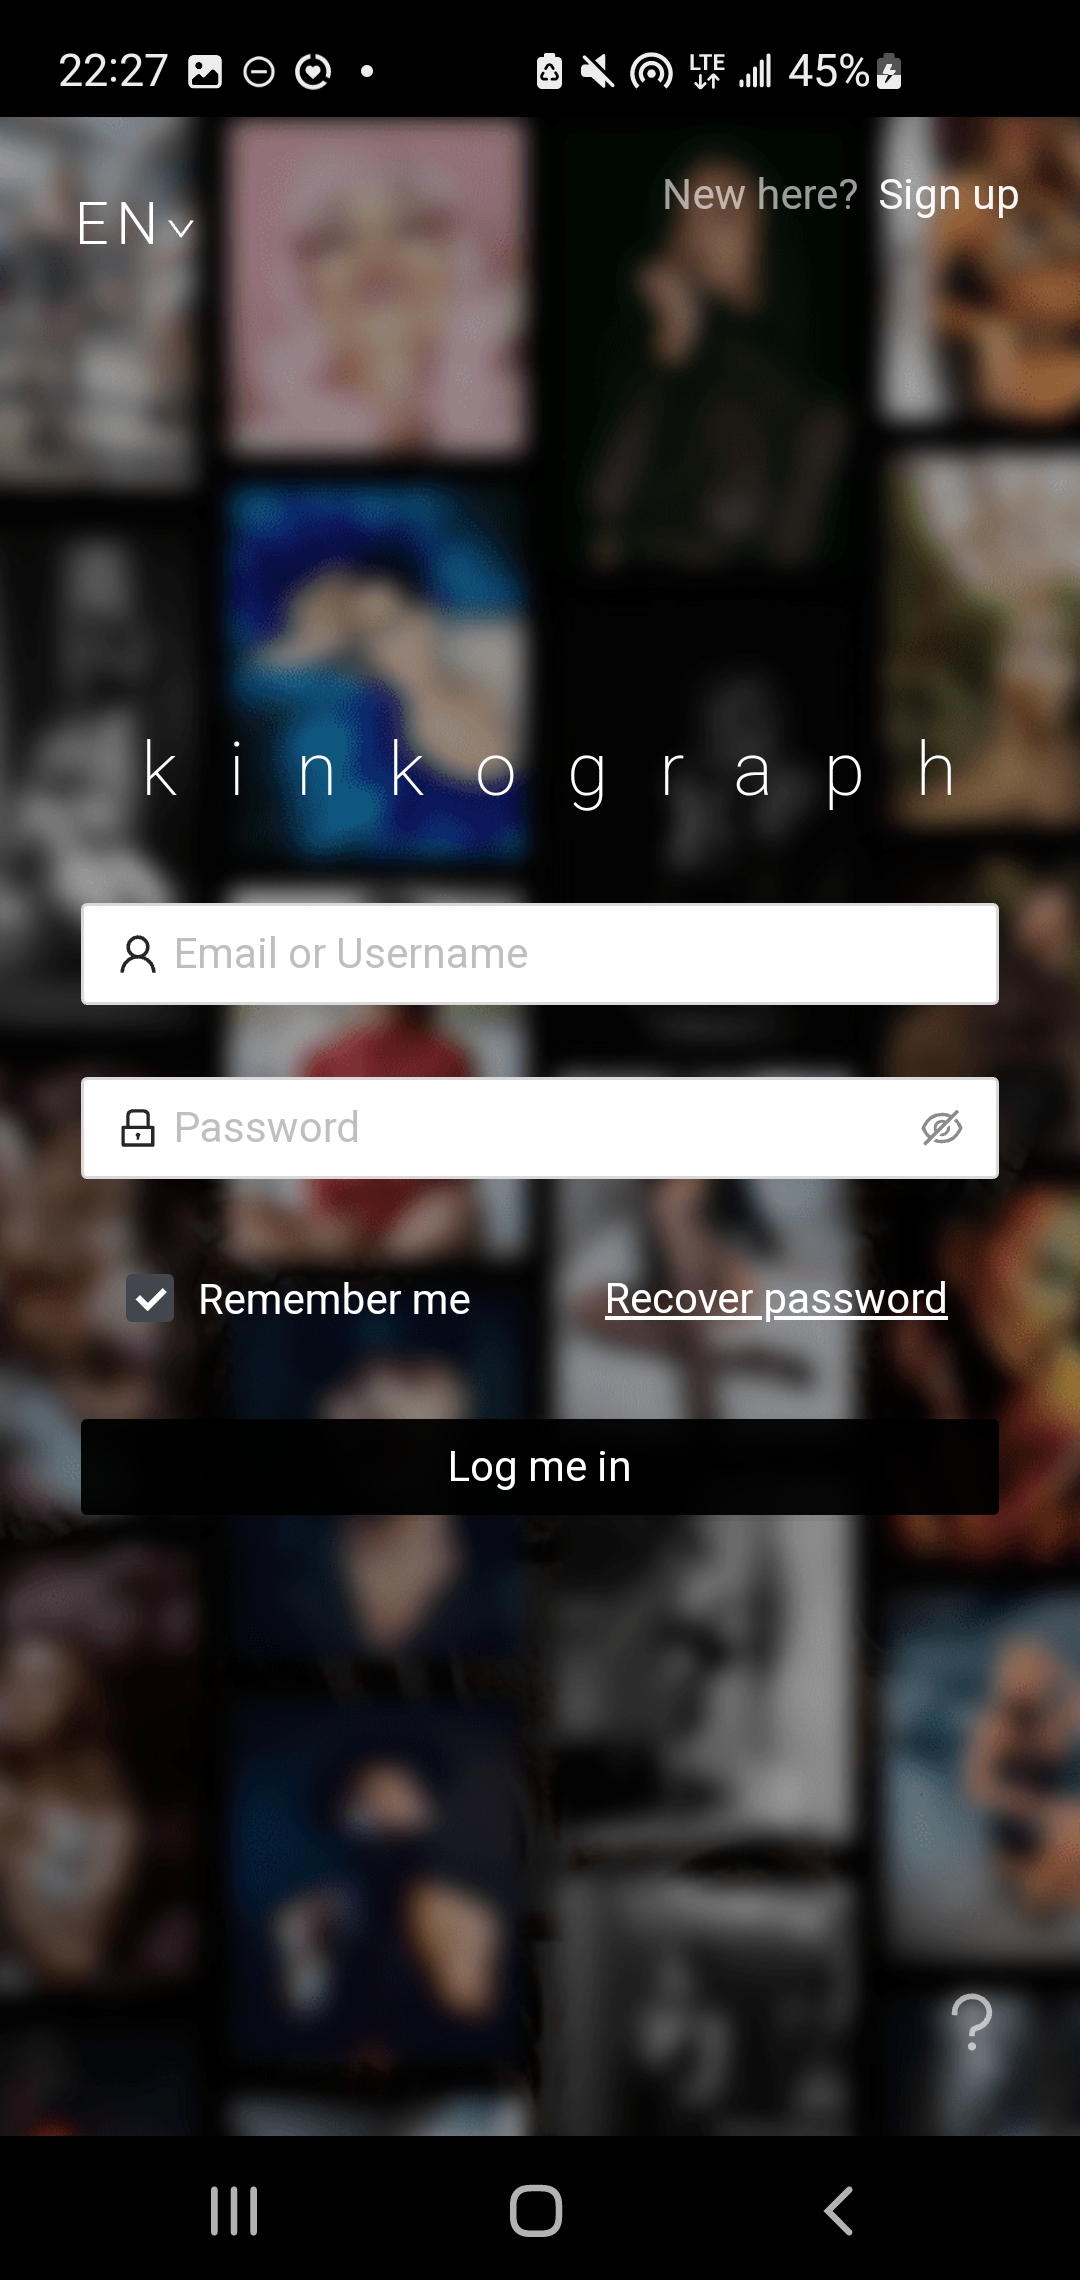 22:27 LTE 45%
New here? Sign up
EN
kinkograph
Email or Username
Password
Remember me Recover password
Log me in
?